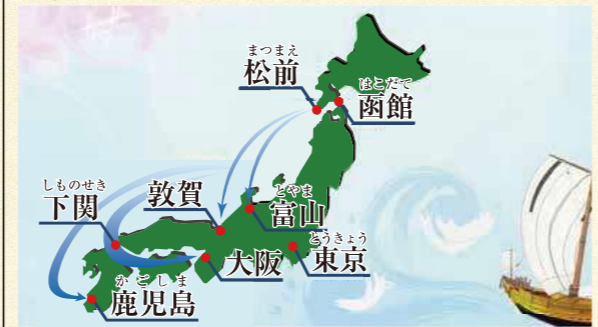 まつまえ
松前
はこだて
函館
しものせき
下関
敦賀
とやま
富山
とうきょう
東京
大阪
かごしま
鹿児島